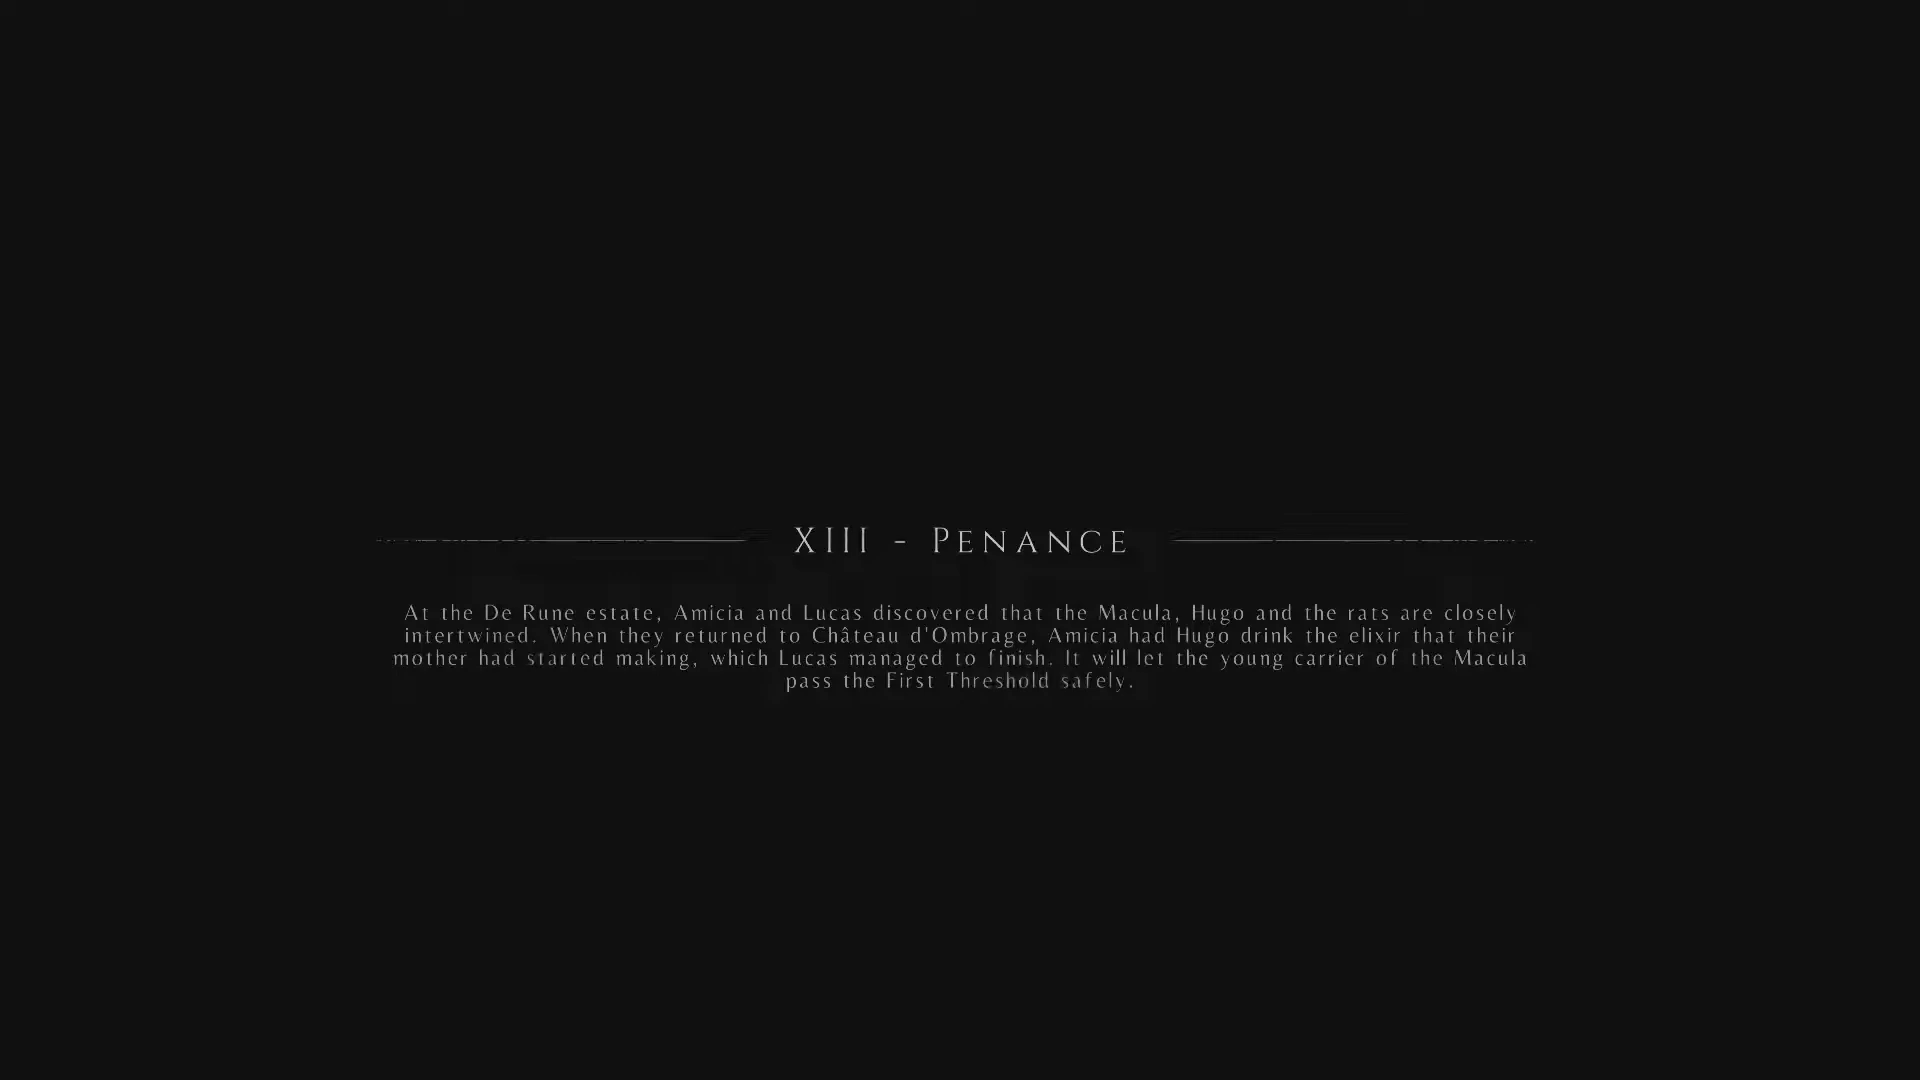 XIII - Penance
At the De Rune estate, Amicia and Lucas discovered that the Macula, Hugo and the rats are closely
intertwined. When they returned to Château d'Ombrage, Amicia had Hugo drink the elixir that their
mother had started making, which Lucas managed to finish. It will let the young carrier of the Macula
pass the First Threshold safely.